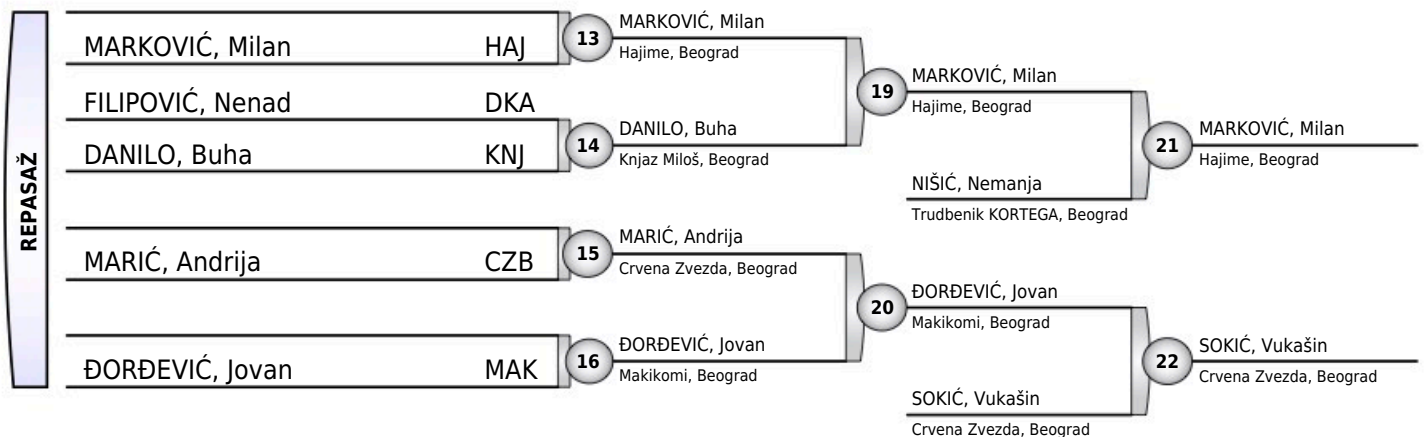 REPASAŽ
MARKOVIĆ, Milan HAJ
FILIPOVIĆ, Nenad DKA
DANILO, Buha KNJ
MARIĆ, Andrija CZB
ĐORĐEVIĆ, Jovan MAK
13
MARKOVIĆ, Milan
Hajime, Beograd
14
DANILO, Buha
Knjaz Miloš, Beograd
15
MARIĆ, Andrija
Crvena Zvezda, Beograd
16
ĐORĐEVIĆ, Jovan
Makikomi, Beograd
19
MARKOVIĆ, Milan
Hajime, Beograd
NIŠIĆ, Nemanja
Trudbenik KORTEGA, Beograd
20
ĐORĐEVIĆ, Jovan
Makikomi, Beograd
SOKIĆ, Vukašin
Crvena Zvezda, Beograd
21
MARKOVIĆ, Milan
Hajime, Beograd
22
SOKIĆ, Vukašin
Crvena Zvezda, Beograd